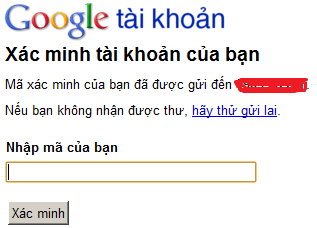 Google tài khoản
Xác minh tài khoản của bạn
Mã xác minh của bạn đã được gửi đến
Nếu bạn không nhận được thư, hãy thử gửi lại.
Nhập mã của bạn
Xác minh